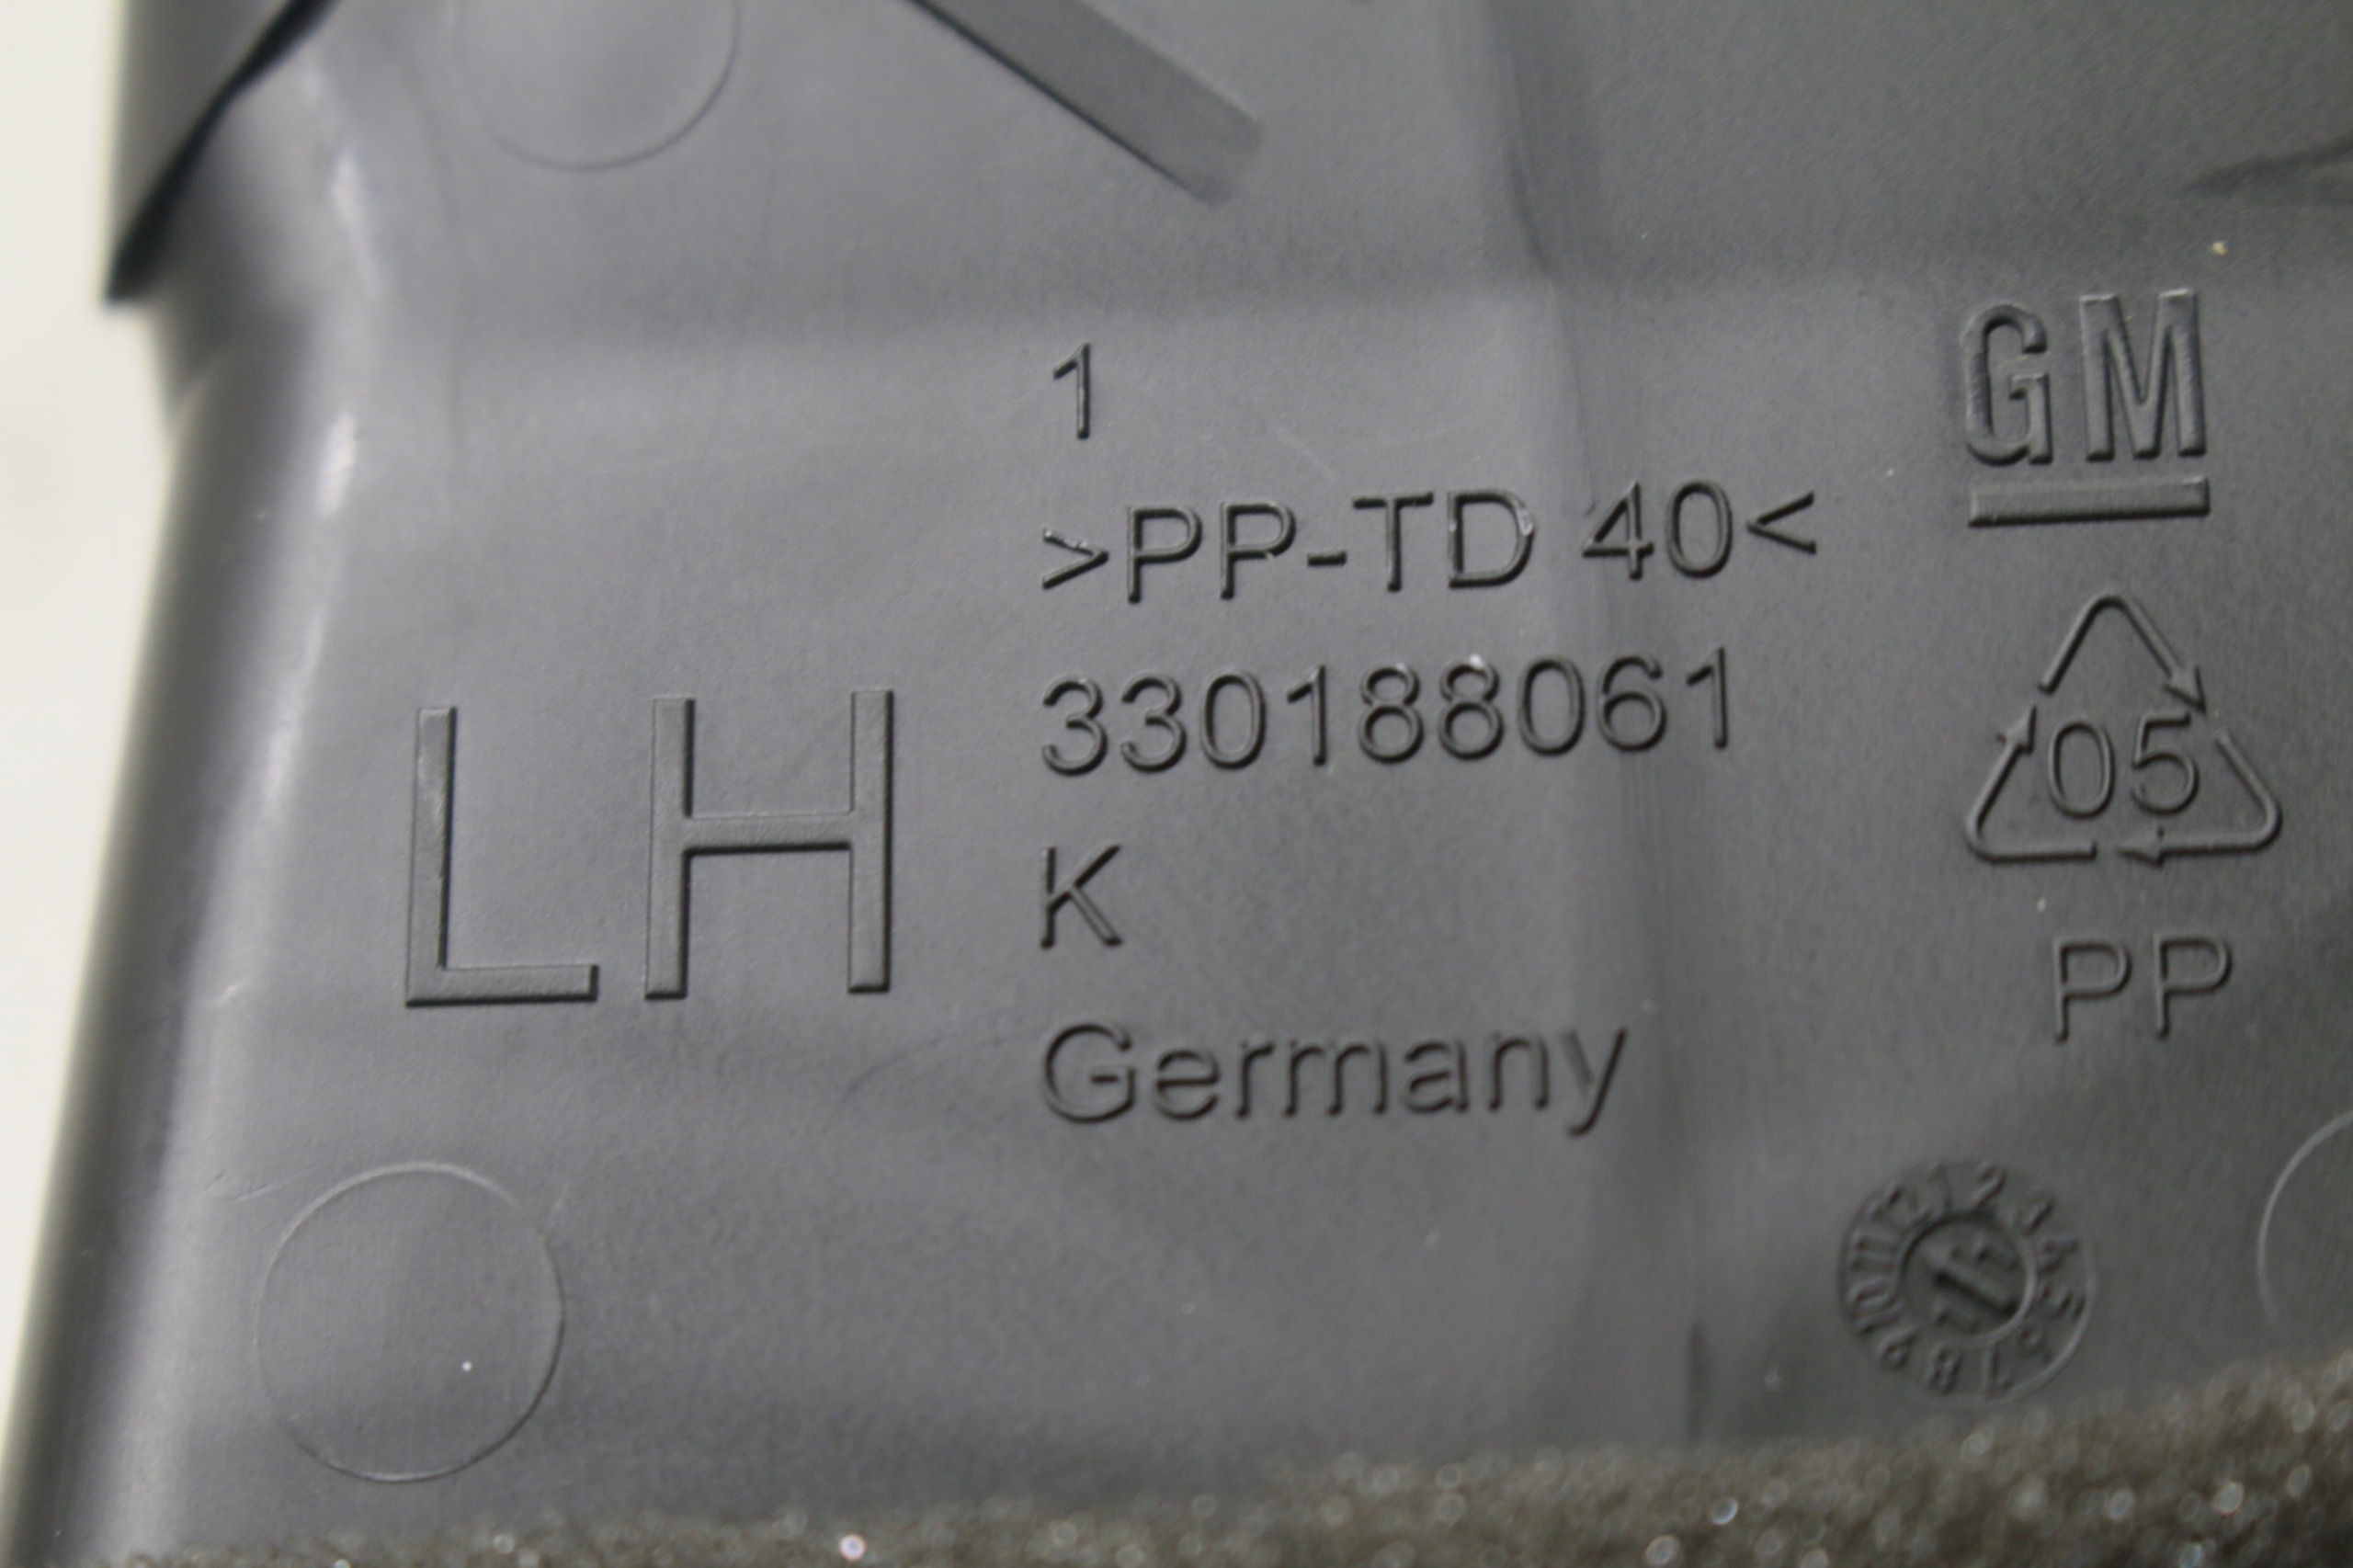 1
>PP-TD 40<
330188061
LH
K
Germany
GM
05
PP